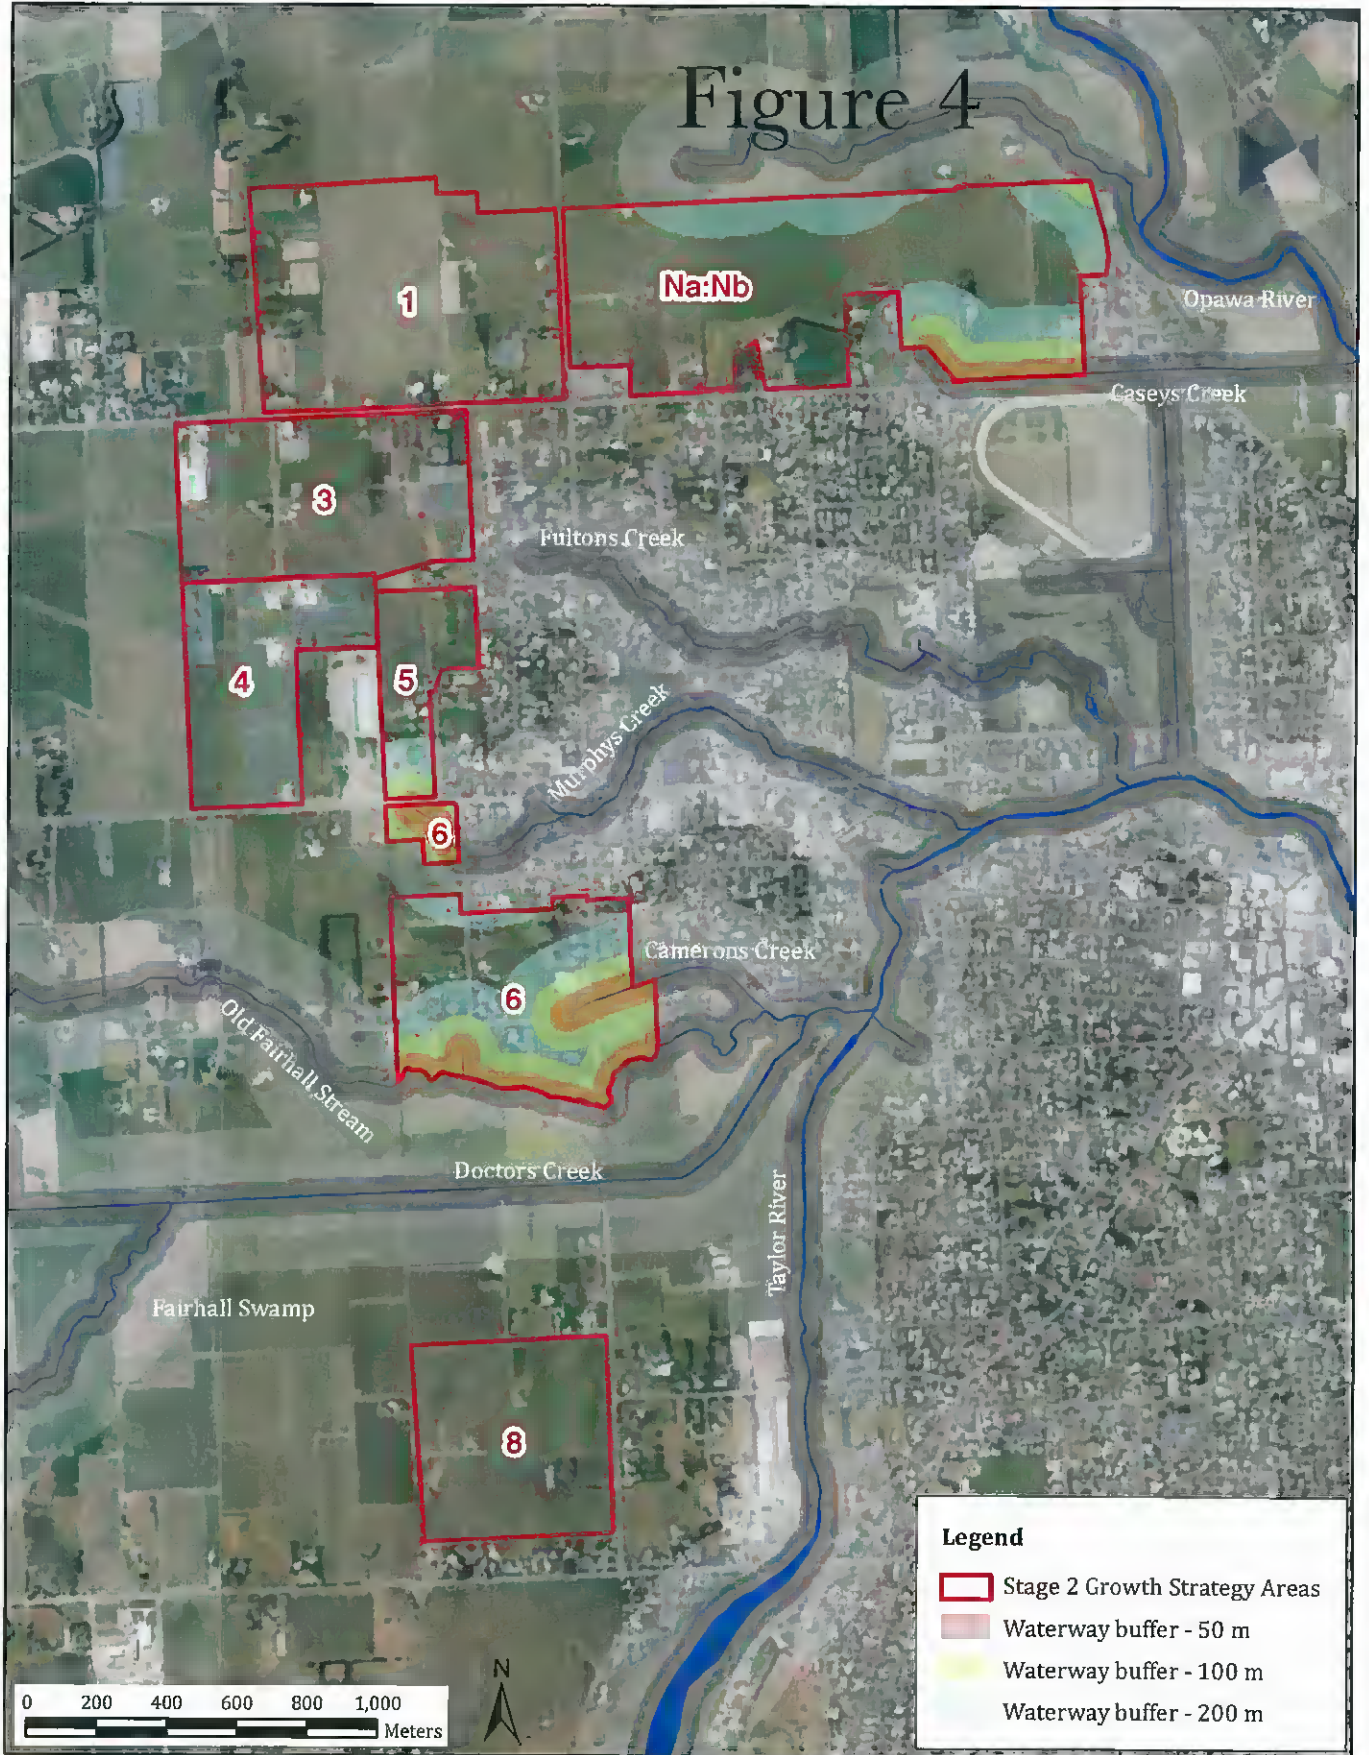 Figure 4
1
Na:Nb
Opawa River
Caseys Creek
3
Fultons Creek
4
5
Murphys Creek
6
Camerons Creek
6
Old Fairhall Stream
Doctors Creek
Taylor River
Fairhall Swamp
8
Legend
Stage 2 Growth Strategy Areas
Waterway buffer - 50 m
Waterway buffer - 100 m
Waterway buffer - 200 m
N
0 200 400 600 800 1,000
Meters